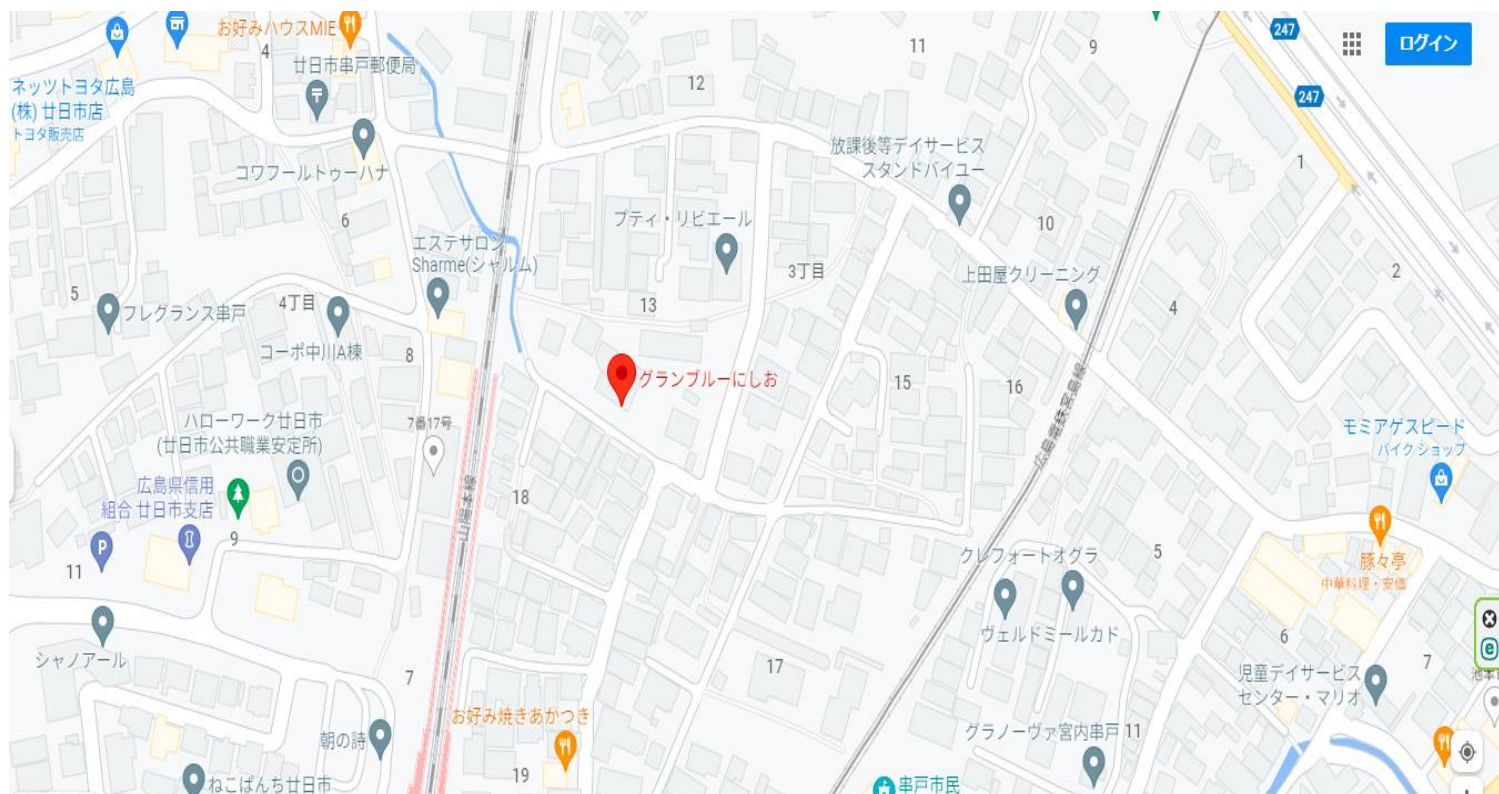 247
ログイン
お好みハウスMIE
4
11
9
廿日市串戸郵便局
ネッツトヨタ広島
(株) 廿日市店
トヨタ販売店
12
247
コワフールトゥーハナ
放課後等デイサービス
スタンドバイユー
1
6
プティ・リビエール
10
エステサロン
Sharme(シャルム)
3丁目
上田屋クリーニング
2
5
フレグランス串戸
4丁目
13
4
コーポ中川A棟
8
グランブルーにしお
15
16
広島電鉄宮島線
ハローワーク廿日市
(廿日市公共職業安定所)
7番17号
モミアゲスピード
バイク ショップ
広島県信用
組合 廿日市支店
P
9
11
山陽本線
18
クレフォートオグラ
5
豚々亭
中華料理・安価
シャノアール
ヴェルドミールカド
6
7
17
7
児童デイサービス
センター・マリオ
お好み焼きあかつき
朝の詩
グラノーヴァ宮内串戸
11
19
ねこぱんち廿日市
串戸市民